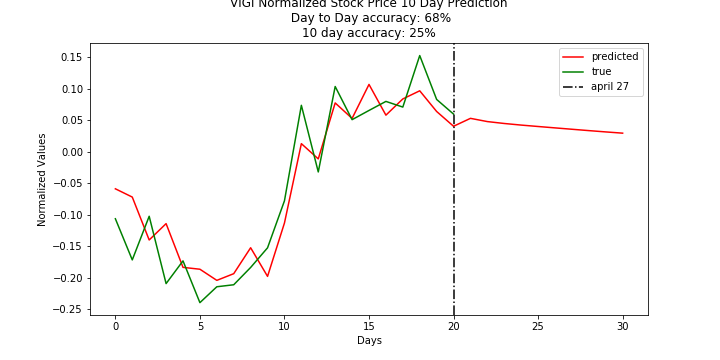 VIGI Normalized Stock Price 10 Day Prediction
Day to Day accuracy: 68%
10 day accuracy: 25%
predicted
true
april 27
Normalized Values
0.15
0.10
0.05
0.00
−0.05
−0.10
−0.15
−0.20
−0.25
0 5 10 15 20 25 30
Days